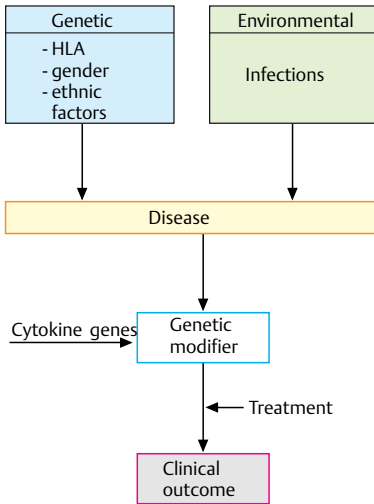 Genetic
- HLA
- gender
- ethnic
factors
Environmental
Infections
Disease
Cytokine genes
Genetic
modifier
Treatment
Clinical
outcome